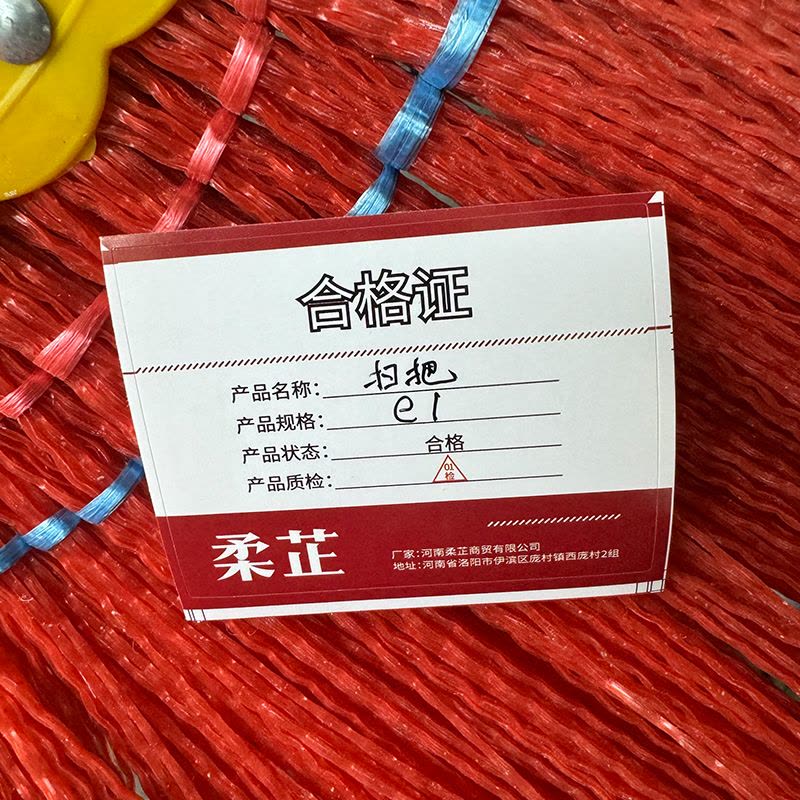 合格证
产品名称： 扫把
产品规格： e1
产品状态： 合格
产品质检： 01检
柔芷
厂家：河南柔芷商贸有限公司
地址：河南省洛阳市伊滨区庞村镇西庞村2组